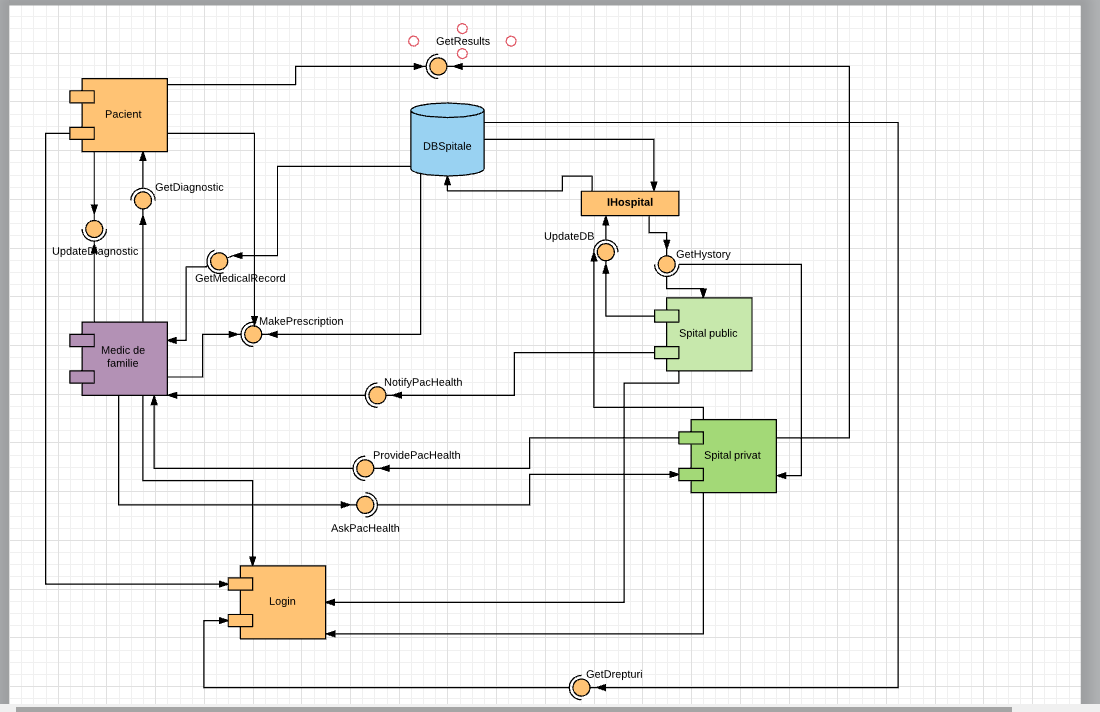 GetResults
Pacient
DBSpitale
GetDiagnostic
IHospital
UpdateDB
UpdateDiagnostic
GetHystory
GetMedicalRecord
MakePrescription
Spital public
Medic de
familie
NotifyPacHealth
ProvidePacHealth
Spital privat
AskPacHealth
Login
GetDrepturi